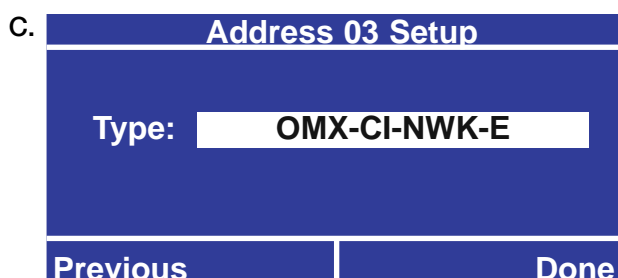 C.
Address 03 Setup
Type: OMX-CI-NWK-E
Previous Done